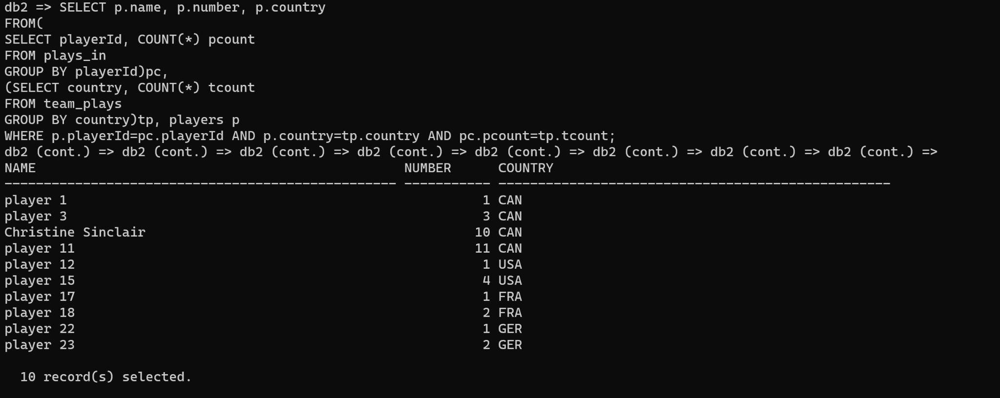 db2 => SELECT p.name, p.number, p.country
FROM(
SELECT playerId, COUNT(*) pcount
FROM plays_in
GROUP BY playerId)pc,
(SELECT country, COUNT(*) tcount
FROM team_plays
GROUP BY country)tp, players p
WHERE p.playerId=pc.playerId AND p.country=tp.country AND pc.pcount=tp.tcount;
db2 (cont.) => db2 (cont.) => db2 (cont.) => db2 (cont.) => db2 (cont.) => db2 (cont.) => db2 (cont.) => db2 (cont.) =>
NAME                                               NUMBER      COUNTRY
-------------------------------------------------- ----------- --------------------------------------------------
player 1                                                     1 CAN
player 3                                                     3 CAN
Christine Sinclair                                          10 CAN
player 11                                                   11 CAN
player 12                                                    1 USA
player 15                                                    4 USA
player 17                                                    1 FRA
player 18                                                    2 FRA
player 22                                                    1 GER
player 23                                                    2 GER
  10 record(s) selected.